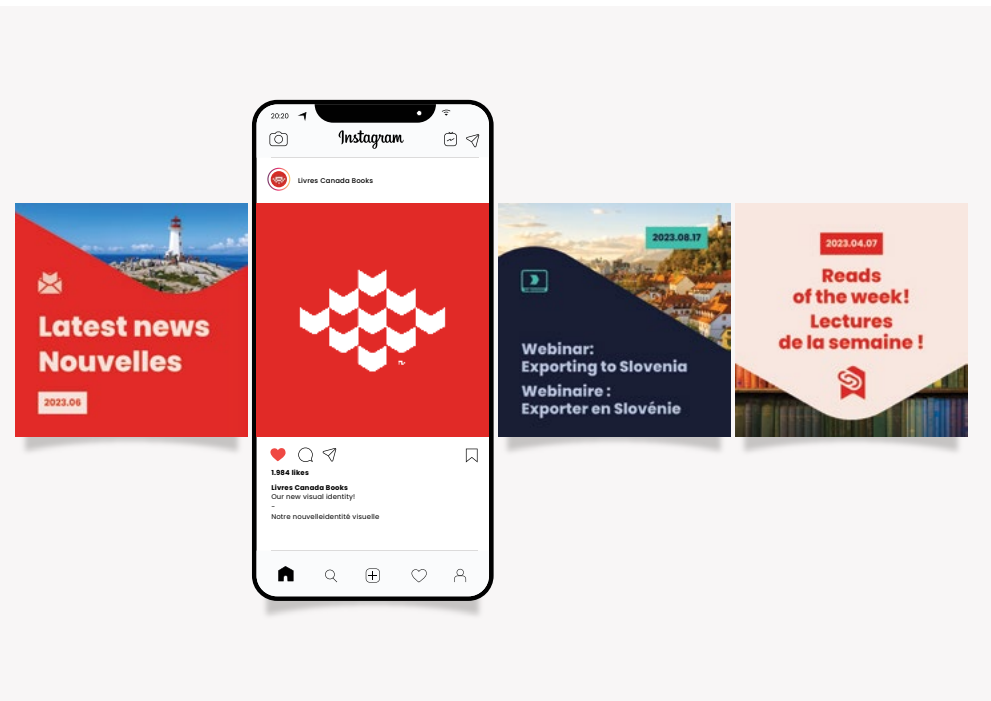 20:20
Instagram
Livres Canada Books
Latest news
Nouvelles
2023.06
1.984 likes
Livres Canada Books
Our new visual identity!
-
Notre nouvelleidentité visuelle
2023.08.17
Webinar:
Exporting to Slovenia
Webinaire :
Exporter en Slovénie
2023.04.07
Reads
of the week!
Lectures
de la semaine !